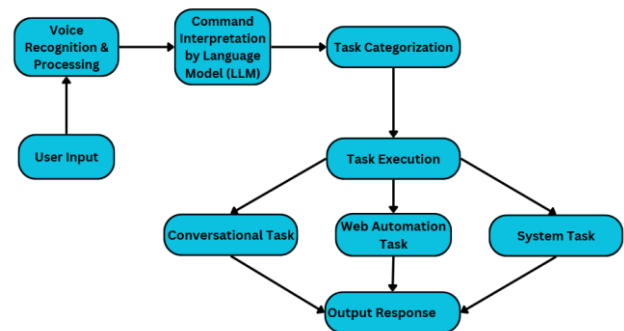 Voice
Recognition &
Processing
Command
Interpretation
by Language
Model (LLM)
Task Categorization
User Input
Task Execution
Conversational Task
Web Automation
Task
System Task
Output Response